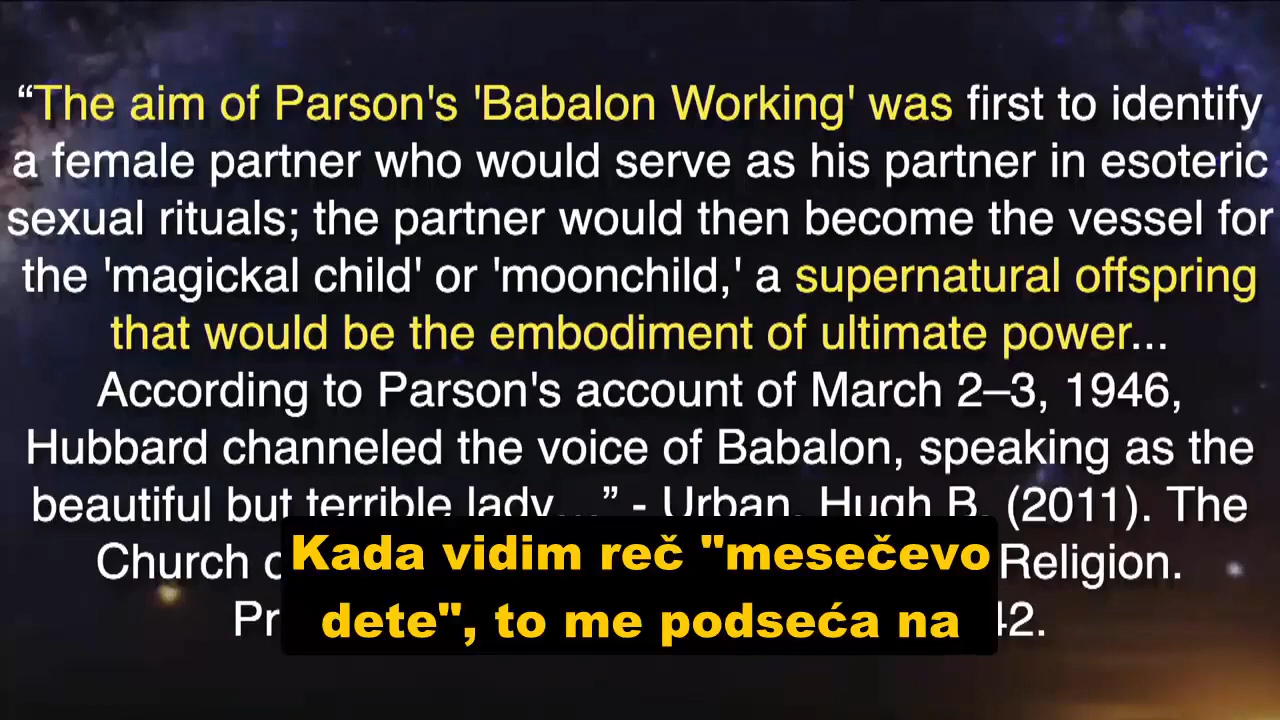 “The aim of Parson's 'Babalon Working' was first to identify
a female partner who would serve as his partner in esoteric
sexual rituals; the partner would then become the vessel for
the 'magickal child' or 'moonchild,' a supernatural offspring
that would be the embodiment of ultimate power...
According to Parson's account of March 2–3, 1946,
Hubbard channeled the voice of Babalon, speaking as the
beautiful but terrible lady...” - Urban, Hugh B. (2011). The
Church Religion.
42.
Kada vidim reč "mesečevo
dete", to me podseća na